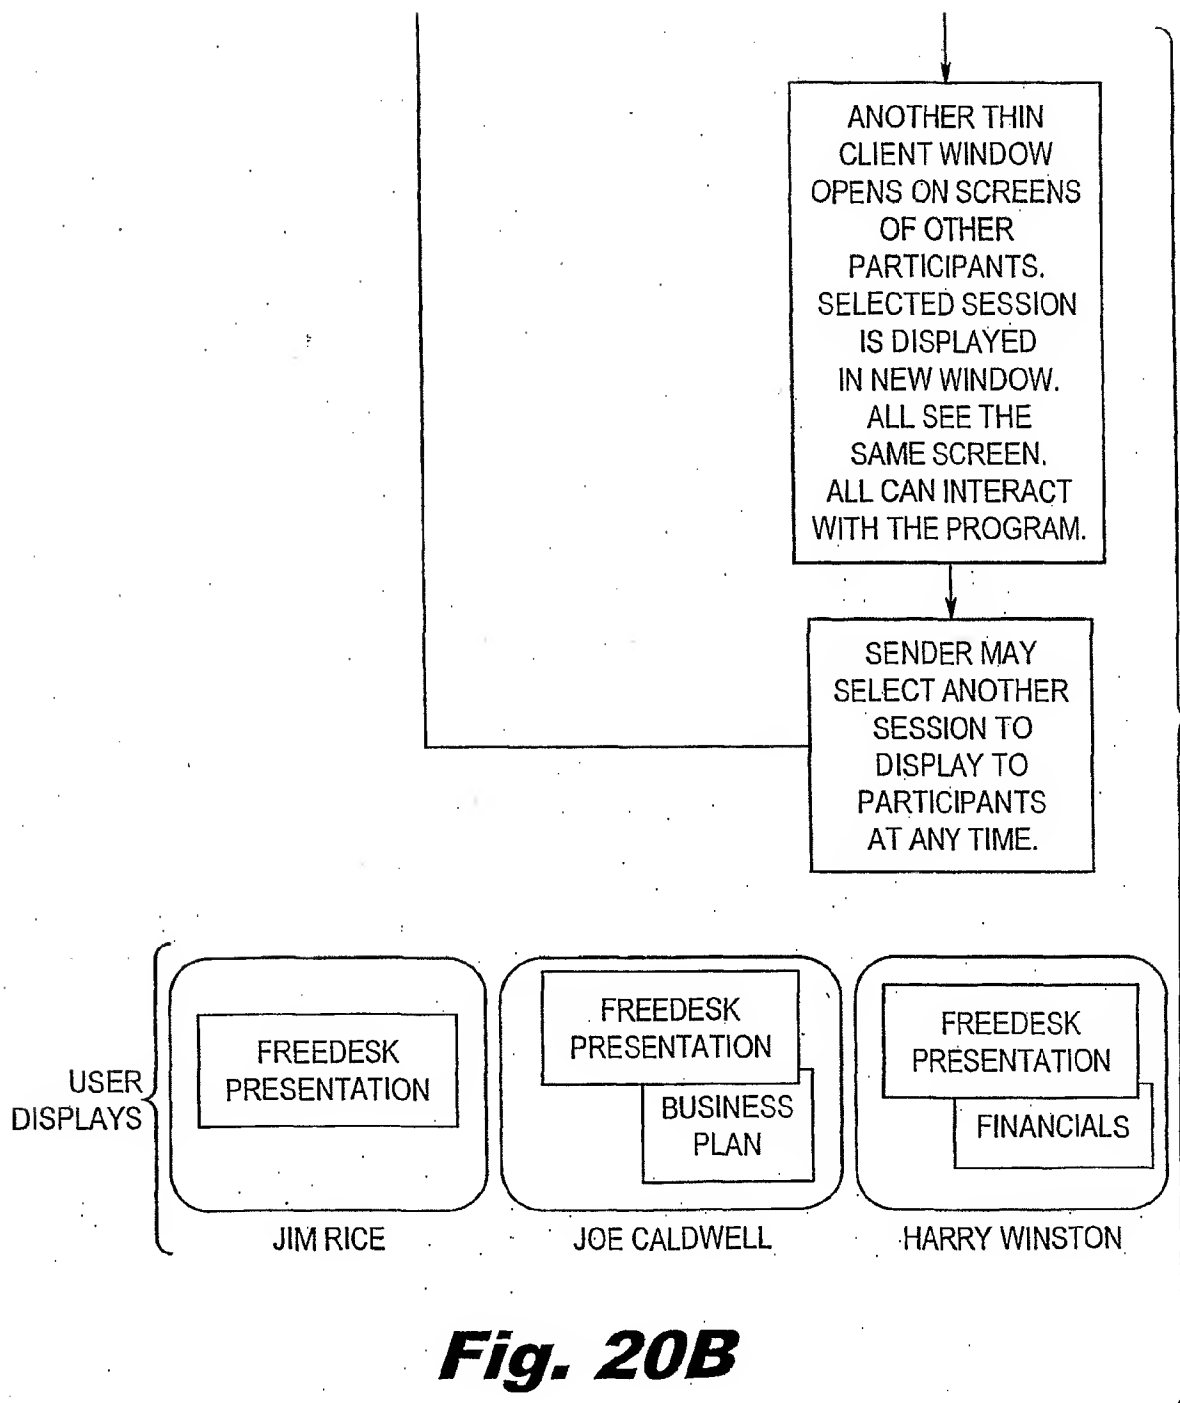 ANOTHER THIN
CLIENT WINDOW
OPENS ON SCREENS
OF OTHER
PARTICIPANTS.
SELECTED SESSION
IS DISPLAYED
IN NEW WINDOW.
ALL SEE THE
SAME SCREEN.
ALL CAN INTERACT
WITH THE PROGRAM.
SENDER MAY
SELECT ANOTHER
SESSION TO
DISPLAY TO
PARTICIPANTS
AT ANY TIME.
USER
DISPLAYS
FREEDESK
PRESENTATION
JIM RICE
FREEDESK
PRESENTATION
BUSINESS
PLAN
JOE CALDWELL
FREEDESK
PRESENTATION
FINANCIALS
HARRY WINSTON
Fig. 20B